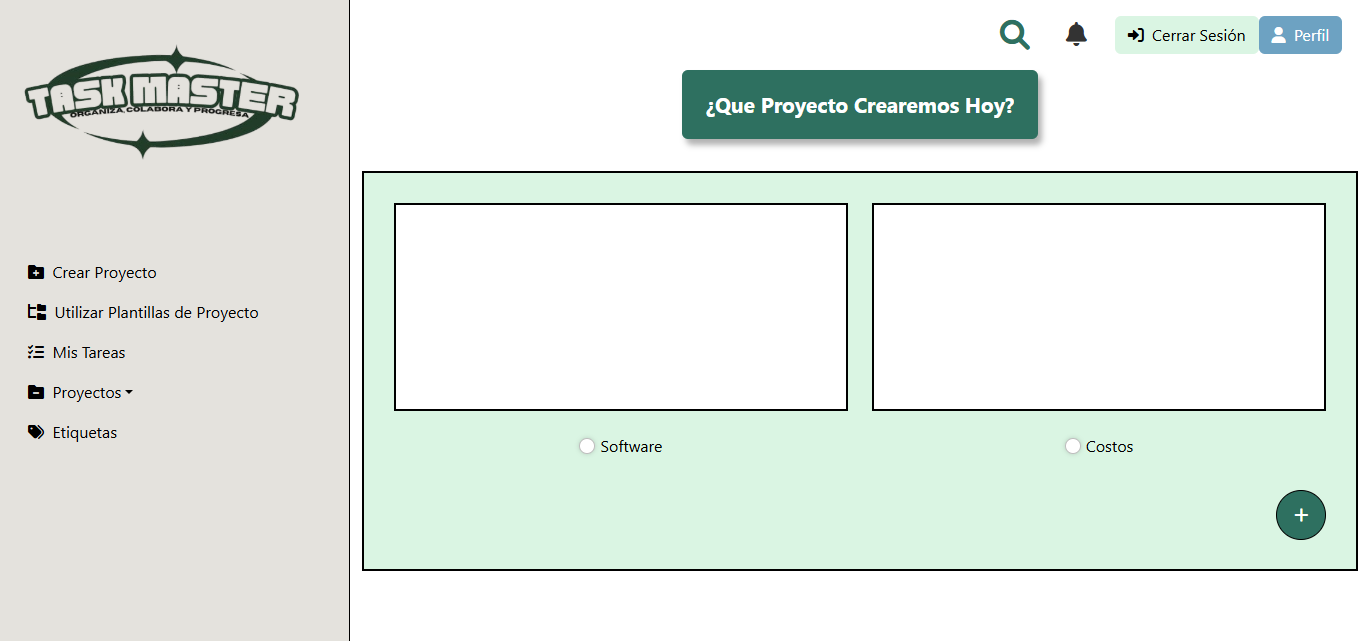 TASK MASTER
ORGANIZA, COLABORA Y PROGRESA
Crear Proyecto
Utilizar Plantillas de Proyecto
Mis Tareas
Proyectos
Etiquetas
Cerrar Sesión
Perfil
¿Que Proyecto Crearemos Hoy?
Software
Costos
+